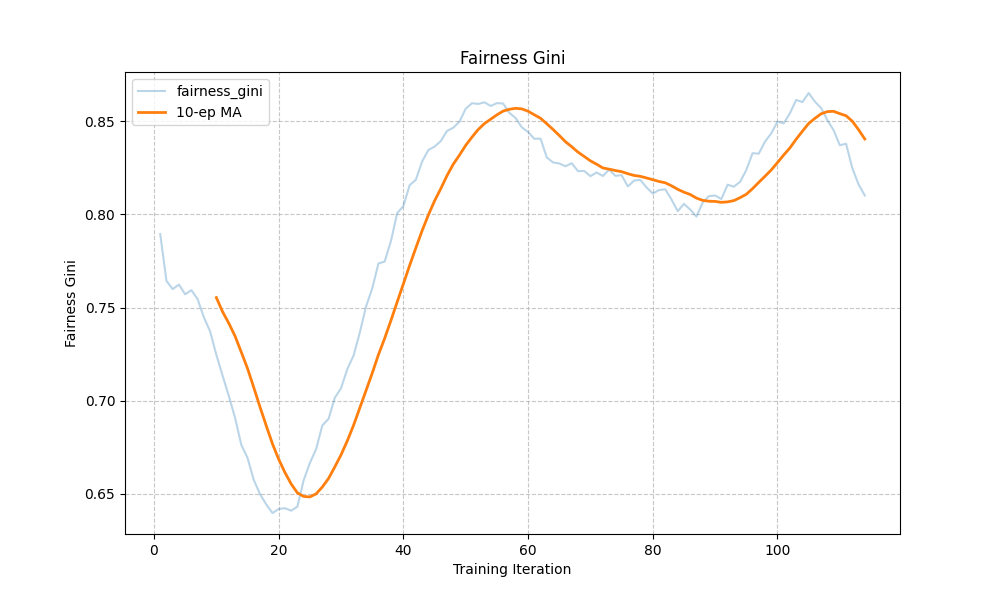 Fairness Gini
fairness_gini
10-ep MA
Fairness Gini
0.85
0.80
0.75
0.70
0.65
0 20 40 60 80 100
Training Iteration